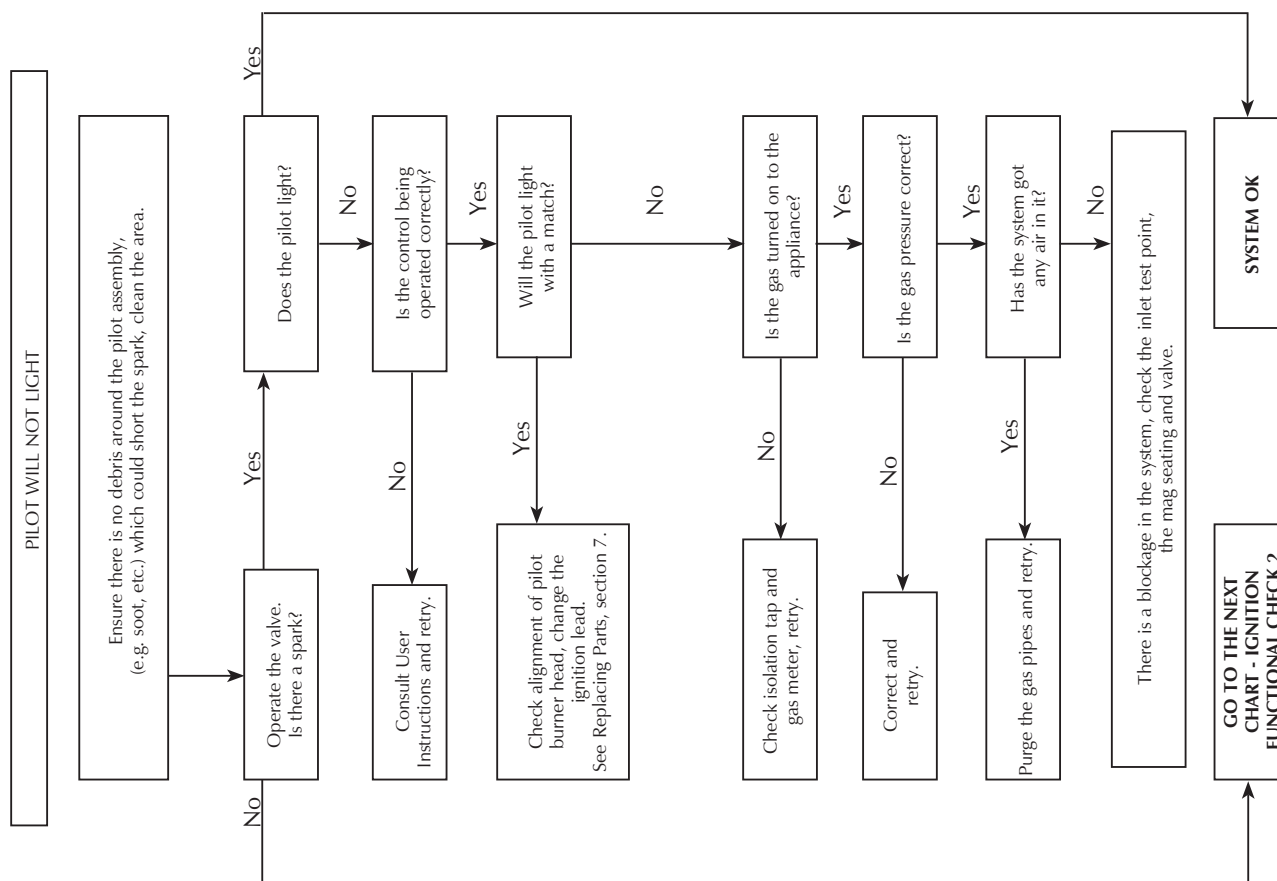 PILOT WILL NOT LIGHT
Ensure there is no debris around the pilot assembly,
(e.g. soot, etc.) which could short the spark, clean the area.
Operate the valve.
Is there a spark?
Yes
No
Does the pilot light?
Yes
No
Is the control being
operated correctly?
No
Consult User
Instructions and retry.
Yes
Will the pilot light
with a match?
Yes
Check alignment of pilot
burner head, change the
ignition lead.
See Replacing Parts, section 7.
No
Is the gas turned on to the
appliance?
No
Check isolation tap and
gas meter, retry.
Yes
Is the gas pressure correct?
No
Correct and
retry.
Yes
Has the system got
any air in it?
Yes
Purge the gas pipes and retry.
No
There is a blockage in the system, check the inlet test point,
the mag seating and valve.
GO TO THE NEXT
CHART - IGNITION
FUNCTIONAL CHECK 2
SYSTEM OK